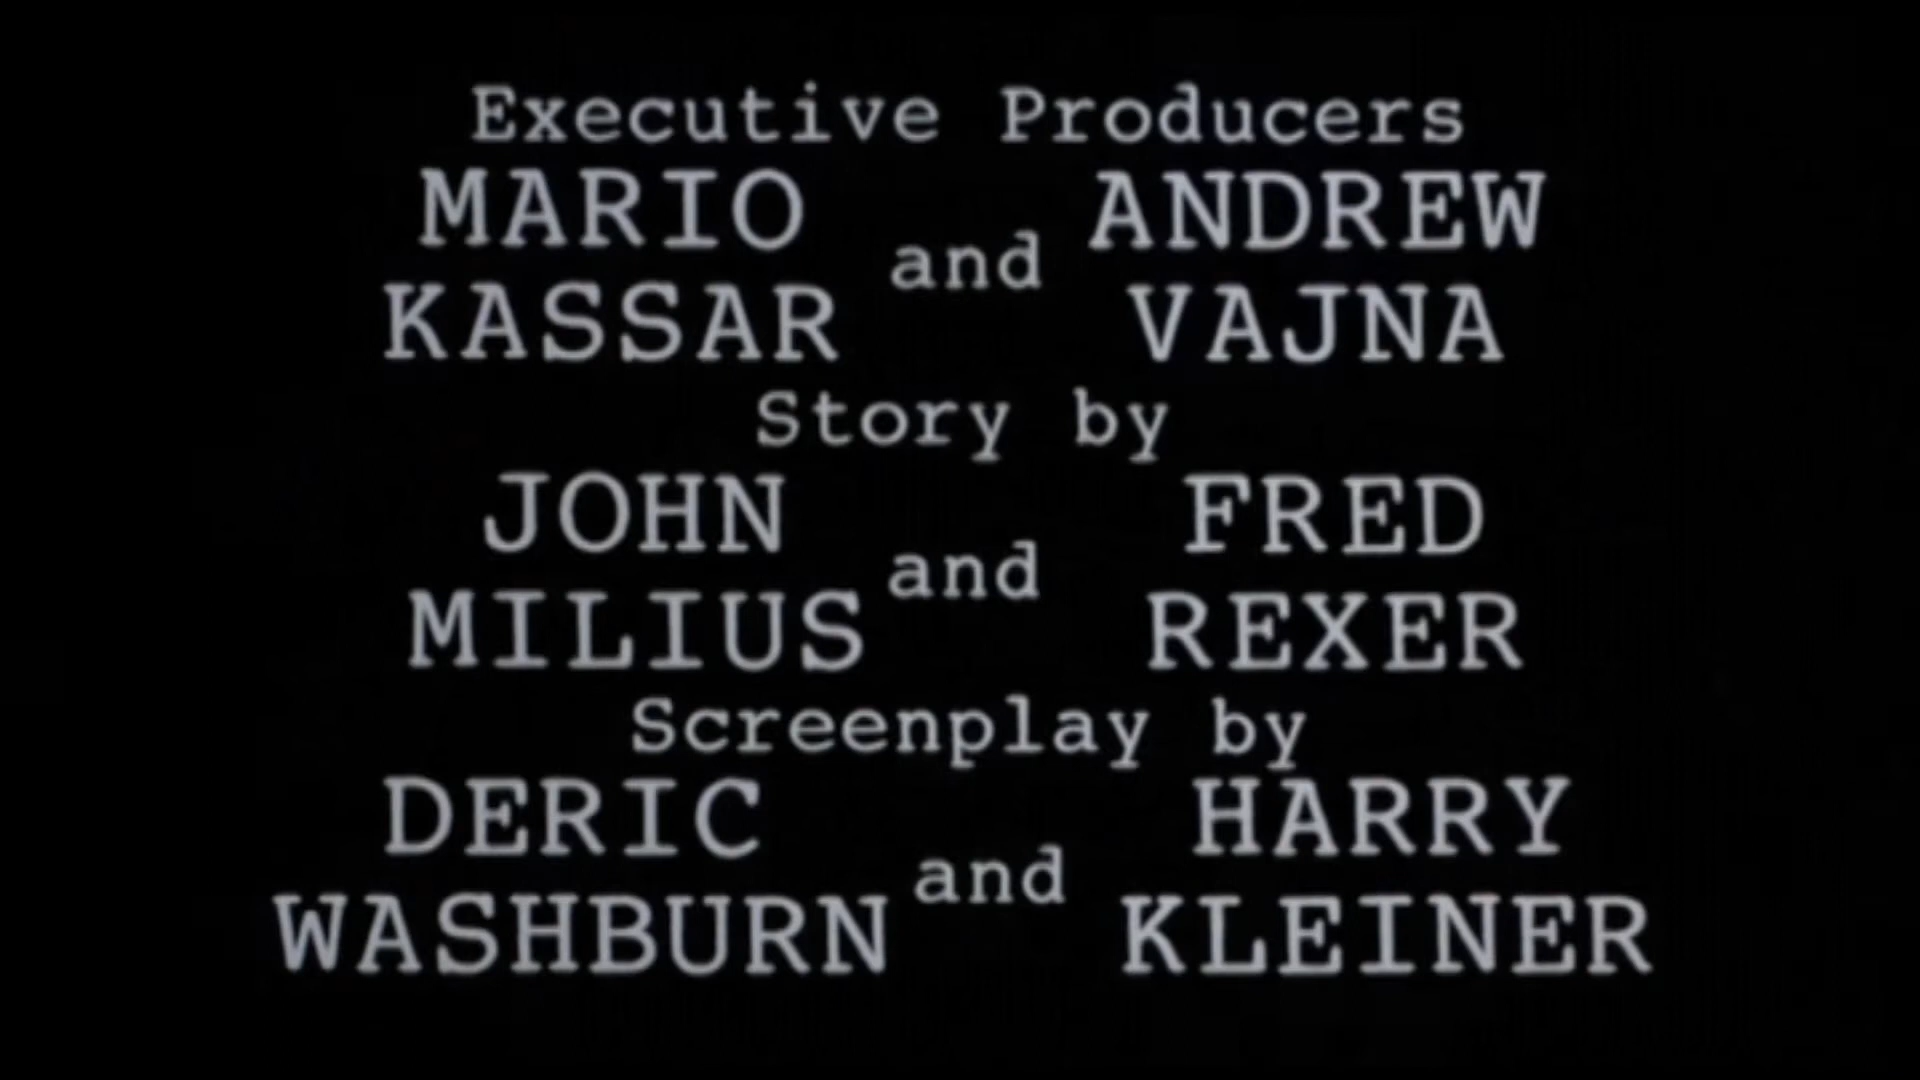 Executive Producers
MARIO ANDREW
and
KASSAR VAJNA
Story by
JOHN FRED
and
MILIUS REXER
Screenplay by
DERIC HARRY
and
WASHBURN KLEINER